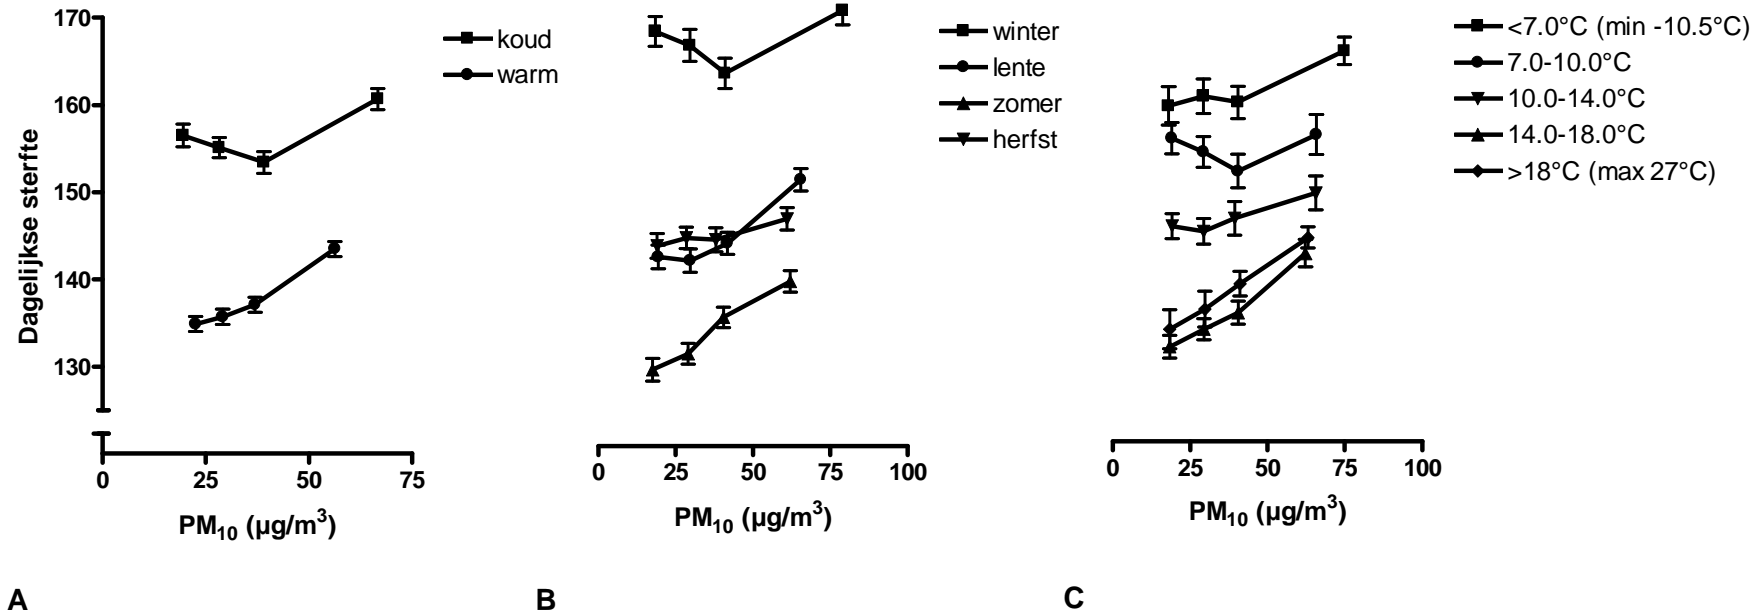 Dagelijkse sterfte
170
160
150
140
130
0 25 50 75
PM10 (µg/m3)
koud
warm
A
0 25 50 75 100
PM10 (µg/m3)
winter
lente
zomer
herfst
B
0 25 50 75 100
PM10 (µg/m3)
<7.0°C (min -10.5°C)
7.0-10.0°C
10.0-14.0°C
14.0-18.0°C
>18°C (max 27°C)
C